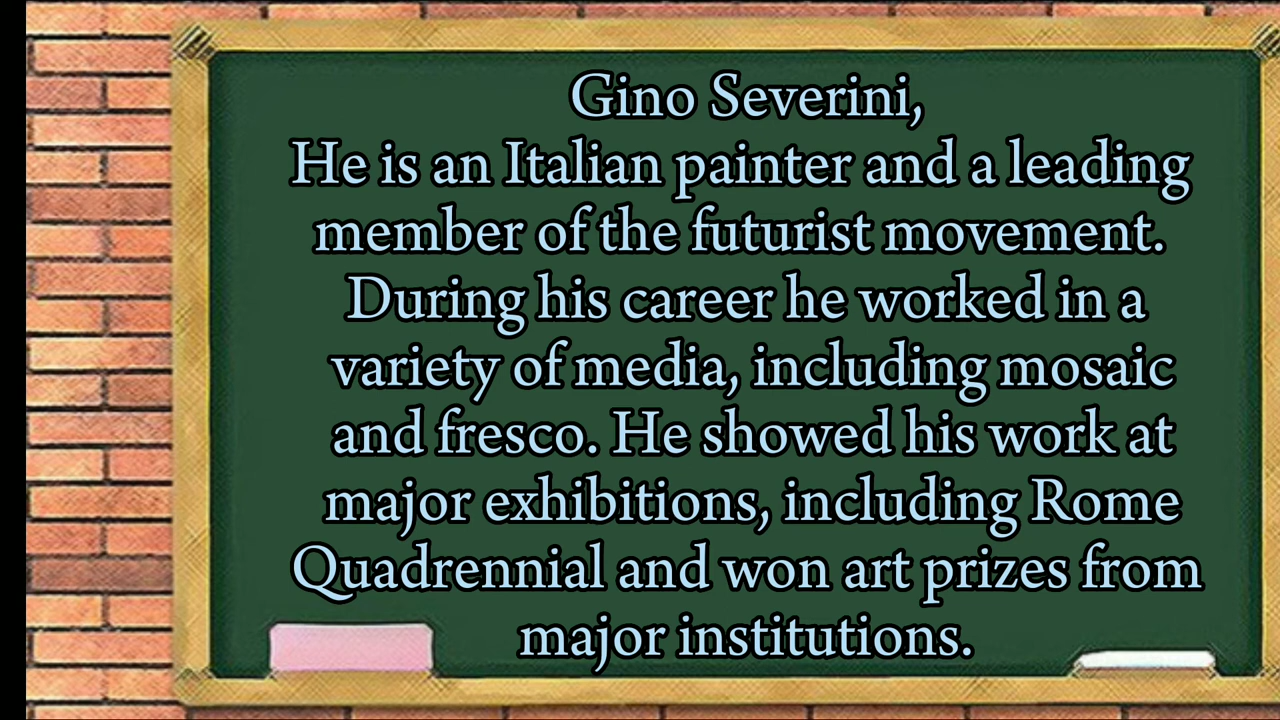 Gino Severini,
He is an Italian painter and a leading
member of the futurist movement.
During his career he worked in a
variety of media, including mosaic
and fresco. He showed his work at
major exhibitions, including Rome
Quadrennial and won art prizes from
major institutions.